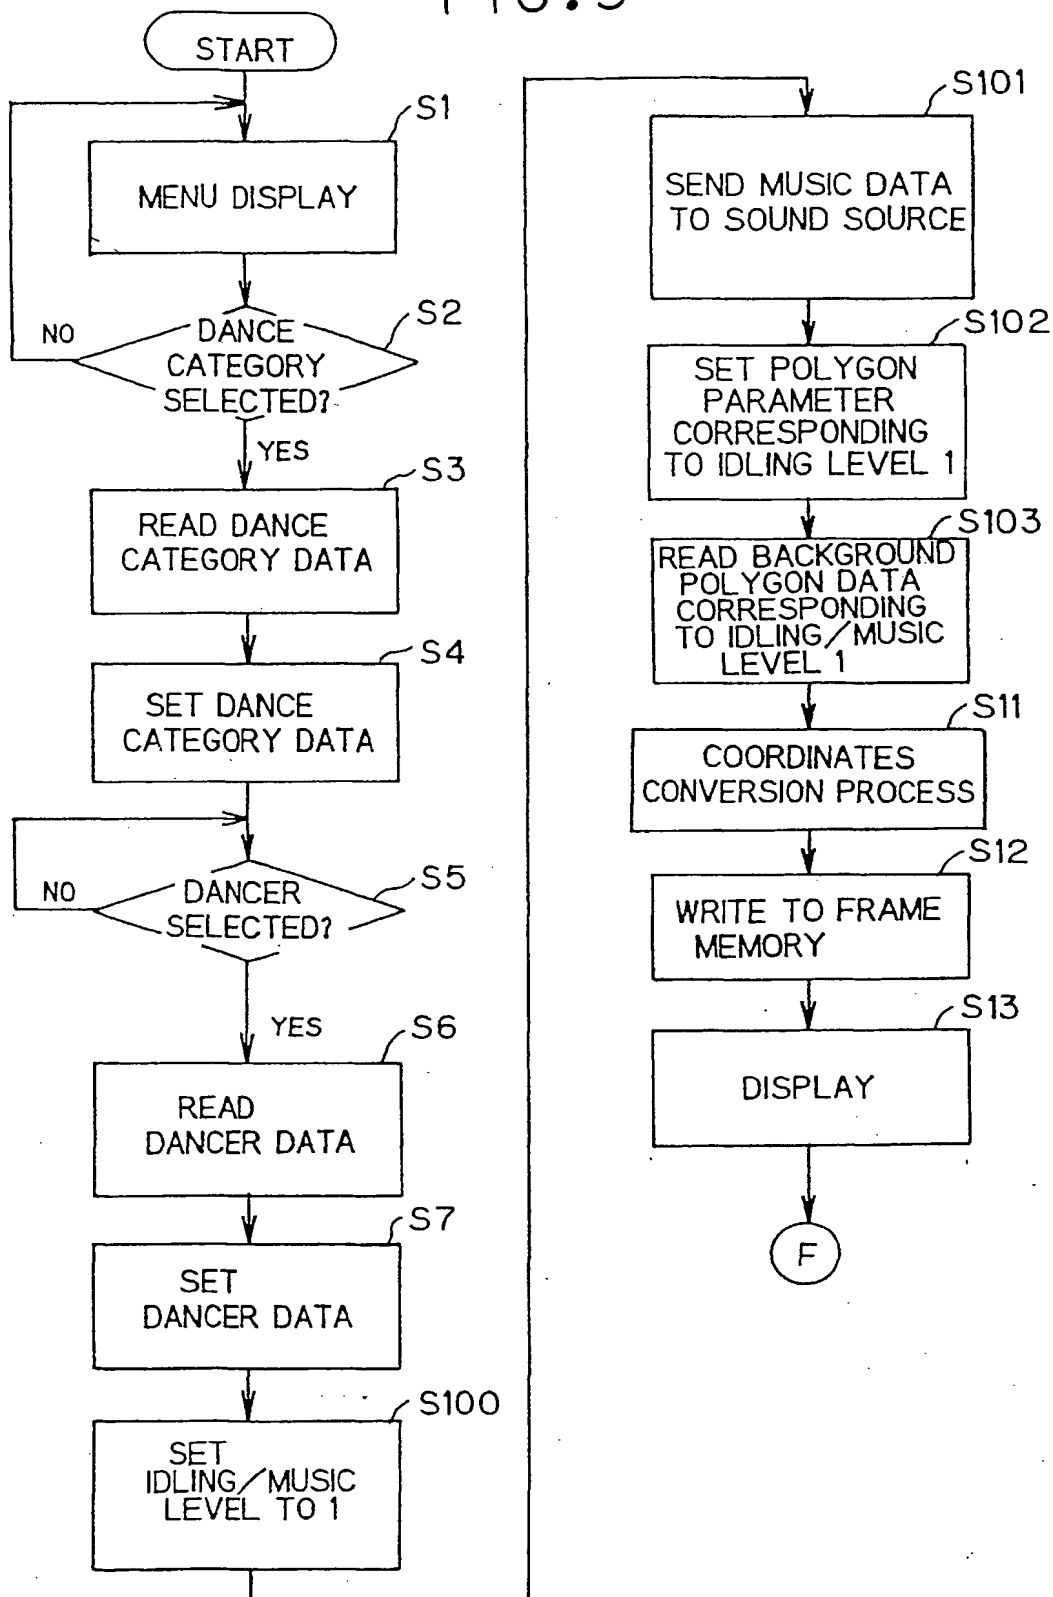 START
S1
MENU DISPLAY
S2
NO
DANCE
CATEGORY
SELECTED?
YES
S3
READ DANCE
CATEGORY DATA
S4
SET DANCE
CATEGORY DATA
S5
NO
DANCER
SELECTED?
YES
S6
READ
DANCER DATA
S7
SET
DANCER DATA
S100
SET
IDLING/MUSIC
LEVEL TO 1
S101
SEND MUSIC DATA
TO SOUND SOURCE
S102
SET POLYGON
PARAMETER
CORRESPONDING
TO IDLING LEVEL 1
S103
READ BACKGROUND
POLYGON DATA
CORRESPONDING
TO IDLING/MUSIC
LEVEL 1
S11
COORDINATES
CONVERSION PROCESS
S12
WRITE TO FRAME
MEMORY
S13
DISPLAY
F